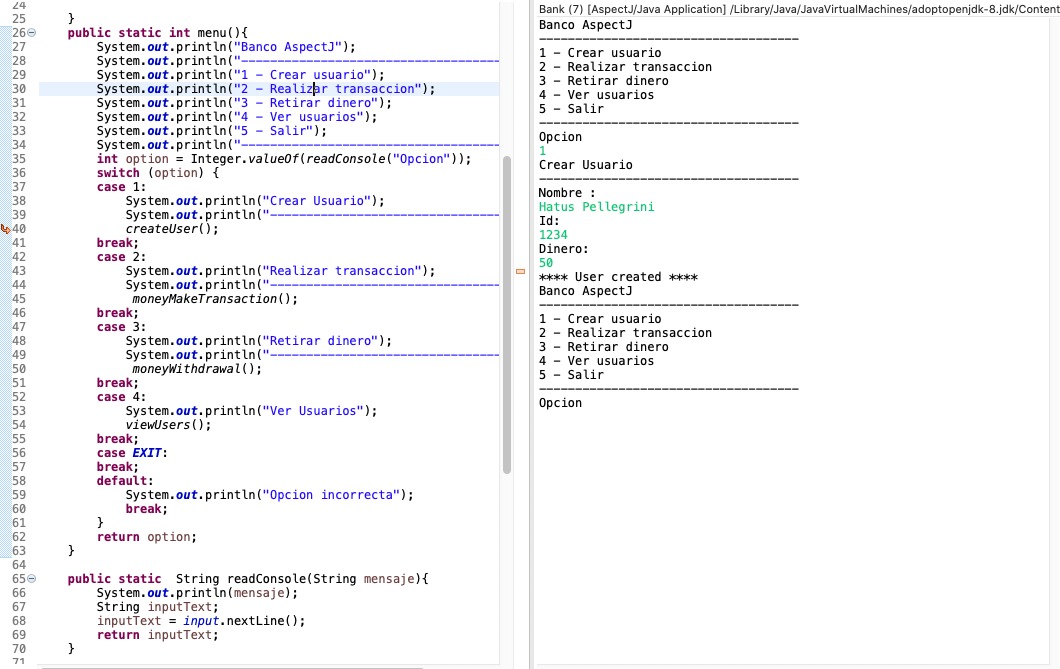 24
25 }
26 public static int menu(){
27 System.out.println("Banco AspectJ");
28 System.out.println("------------------------------------
29 System.out.println("1 - Crear usuario");
30 System.out.println("2 - Realizar transaccion");
31 System.out.println("3 - Retirar dinero");
32 System.out.println("4 - Ver usuarios");
33 System.out.println("5 - Salir");
34 System.out.println("------------------------------------
35 int option = Integer.valueOf(readConsole("Opcion"));
36 switch (option) {
37 case 1:
38 System.out.println("Crear Usuario");
39 System.out.println("--------------------------------
40 createUser();
41 break;
42 case 2:
43 System.out.println("Realizar transaccion");
44 System.out.println("--------------------------------
45 moneyMakeTransaction();
46 break;
47 case 3:
48 System.out.println("Retirar dinero");
49 System.out.println("--------------------------------
50 moneyWithdrawal();
51 break;
52 case 4:
53 System.out.println("Ver Usuarios");
54 viewUsers();
55 break;
56 case EXIT:
57 break;
58 default:
59 System.out.println("Opcion incorrecta");
60 break;
61 }
62 return option;
63 }
64
65 public static  String readConsole(String mensaje){
66 System.out.println(mensaje);
67 String inputText;
68 inputText = input.nextLine();
69 return inputText;
70 }
71
Bank (7) [AspectJ/Java Application] /Library/Java/JavaVirtualMachines/adoptopenjdk-8.jdk/Content
Banco AspectJ
------------------------------------
1 - Crear usuario
2 - Realizar transaccion
3 - Retirar dinero
4 - Ver usuarios
5 - Salir
------------------------------------
Opcion
1
Crear Usuario
------------------------------------
Nombre :
Hatus Pellegrini
Id:
1234
Dinero:
50
**** User created ****
Banco AspectJ
------------------------------------
1 - Crear usuario
2 - Realizar transaccion
3 - Retirar dinero
4 - Ver usuarios
5 - Salir
------------------------------------
Opcion